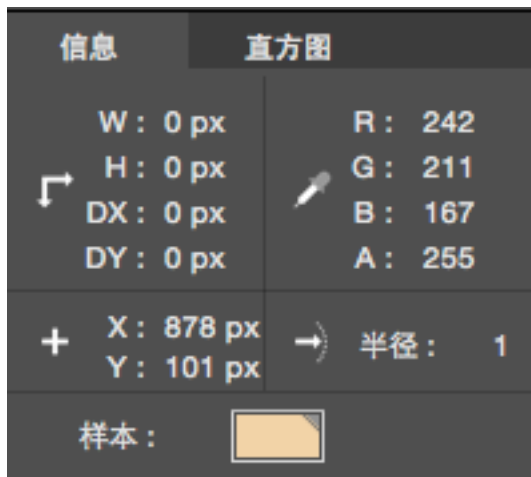 信息 直方图
W : 0 px R : 242
H : 0 px G : 211
DX : 0 px B : 167
DY : 0 px A : 255
X : 878 px
Y : 101 px
半径 : 1
样本 :